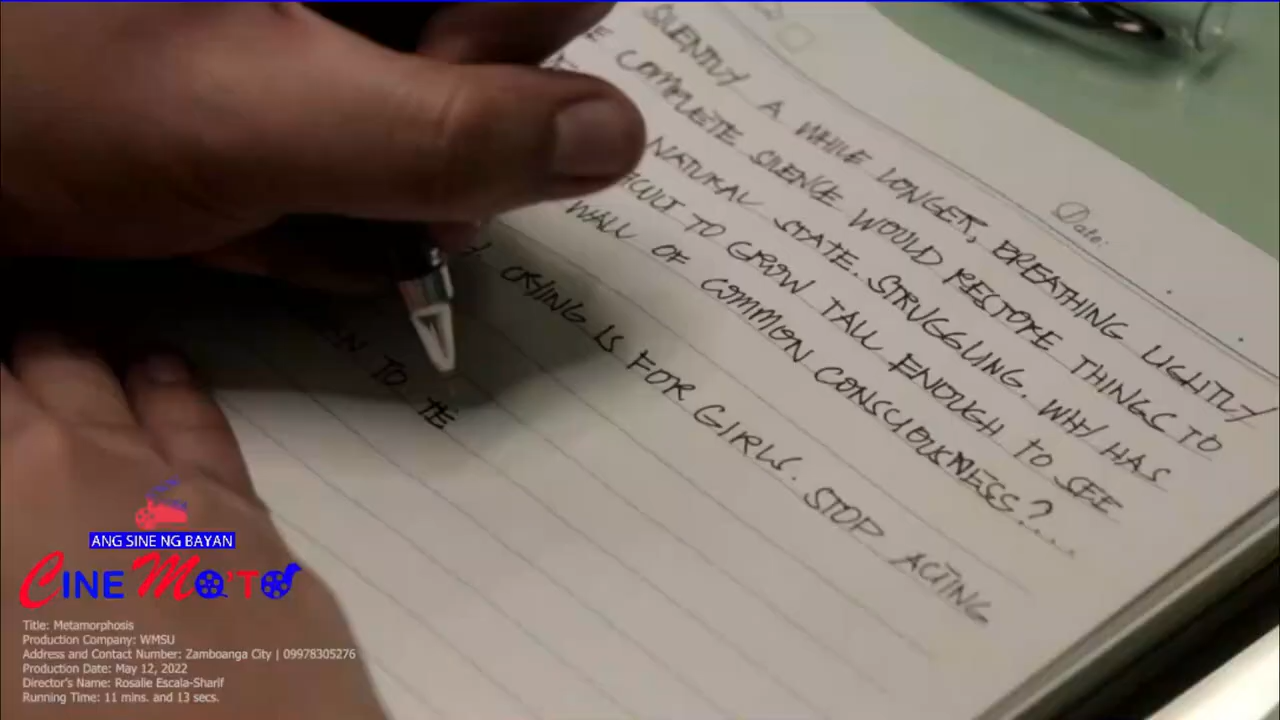 SILENTLY A WHILE LONGER, BREATHING LIGHTLY
COMPLETE SILENCE WOULD RESTORE THINGS TO
NATURAL STATE. STRUGGLING. WHY HAS
TO GROW TALL ENOUGH TO SEE
WALL OF COMMON CONSCIOUSNESS?....
CRYING IS FOR GIRLS. STOP ACTING
TO TE
Date:
ANG SINE NG BAYAN
CINE MO'TO
Title: Metamorphosis
Production Company: WMSU
Address and Contact Number: Zamboanga City | 09978305276
Production Date: May 12, 2022
Director's Name: Rosalie Escala-Sharif
Running Time: 11 mins. and 13 secs.